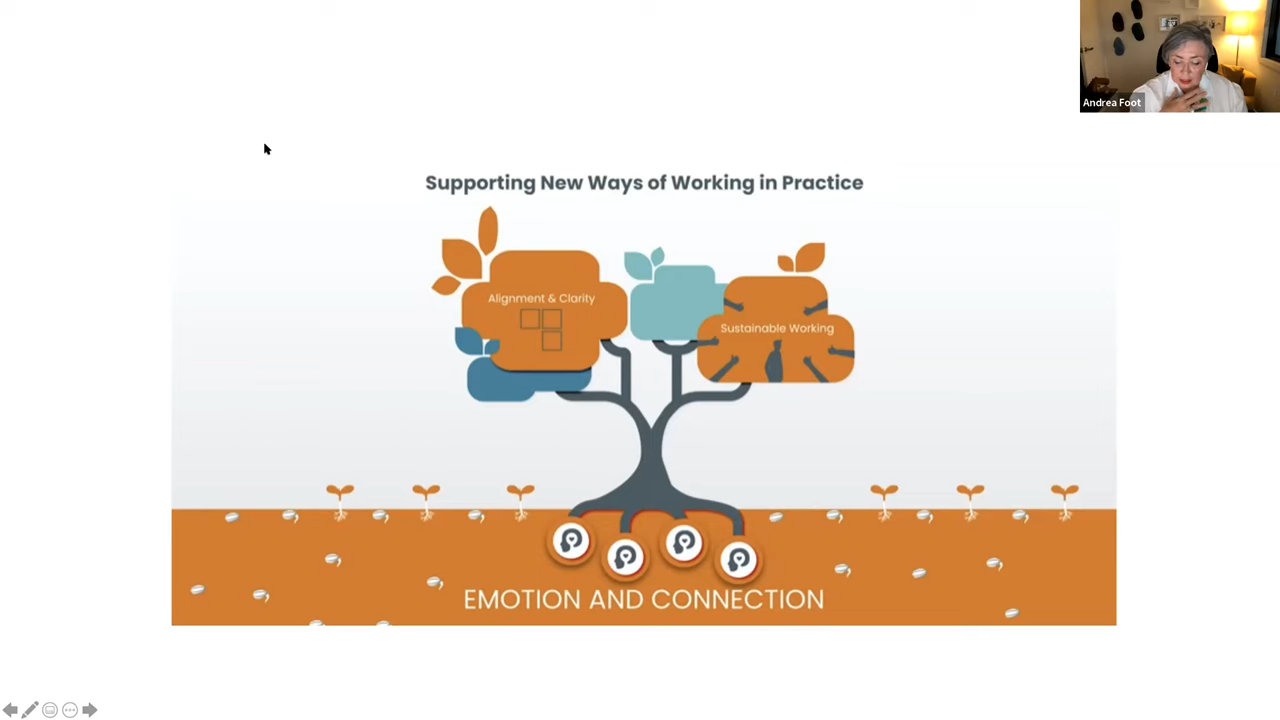 Andrea Foot
Supporting New Ways of Working in Practice
Alignment & Clarity
Sustainable Working
EMOTION AND CONNECTION